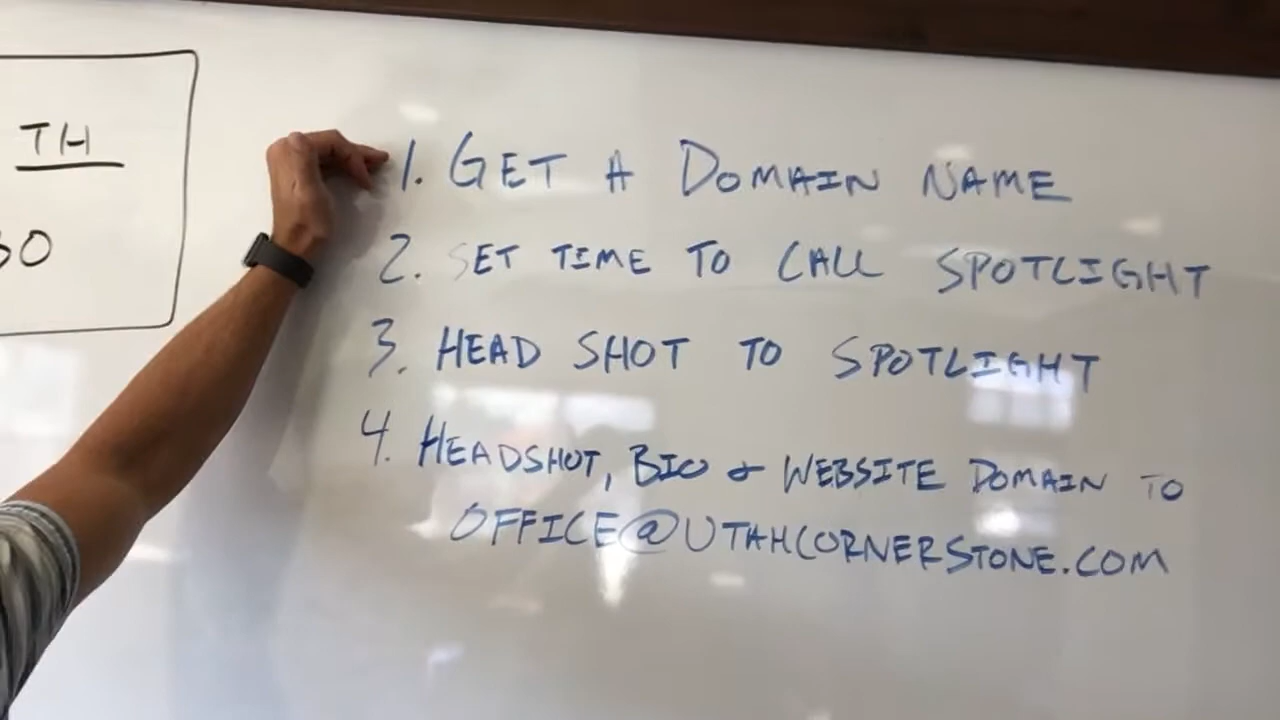 TH
1. GET A DOMAIN NAME
2. SET TIME TO CALL SPOTLIGHT
3. HEAD SHOT TO SPOTLIGHT
4. HEADSHOT, BIO & WEBSITE DOMAIN TO
OFFICE@UTAHCORNERSTONE.COM